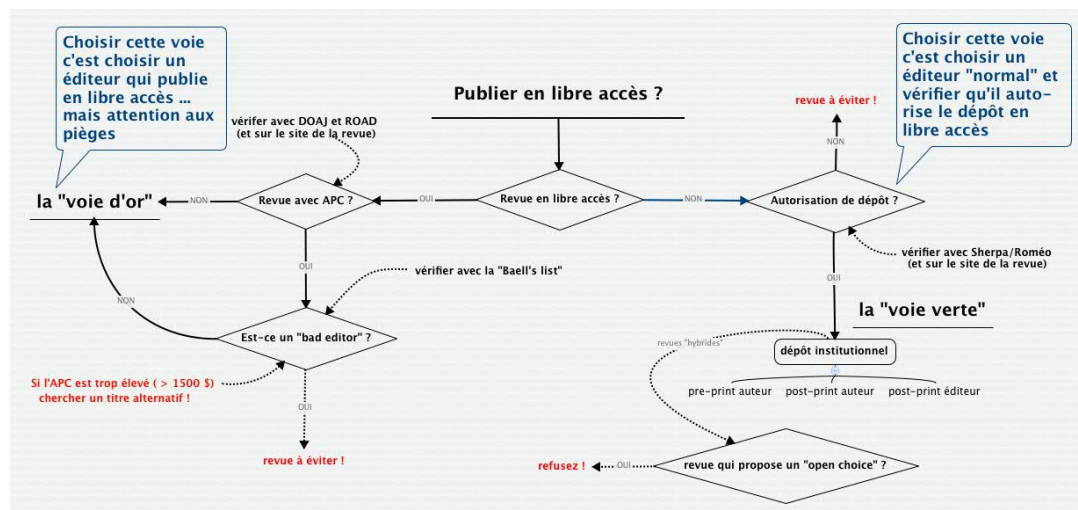 Choisir cette voie
c'est choisir un
éditeur qui publie
en libre accès ...
mais attention aux
pièges
Publier en libre accès ?
Choisir cette voie
c'est choisir un
éditeur "normal" et
vérifier qu'il auto-
rise le dépôt en
libre accès
revue à éviter !
vérifer avec DOAJ et ROAD
(et sur le site de la revue)
NON
la "voie d'or"
NON
Revue avec APC ?
OUI
Revue en libre accès ?
NON
Autorisation de dépôt ?
vérifier avec Sherpa/Roméo
(et sur le site de la revue)
OUI
vérifier avec la "Baell's list"
OUI
NON
la "voie verte"
Est-ce un "bad editor" ?
revues "hybrides"
dépôt institutionnel
Si l'APC est trop élevé ( > 1500 $)
chercher un titre alternatif !
pre-print auteur
post-print auteur
post-print éditeur
OUI
revue à éviter !
refusez !
OUI
revue qui propose un "open choice" ?